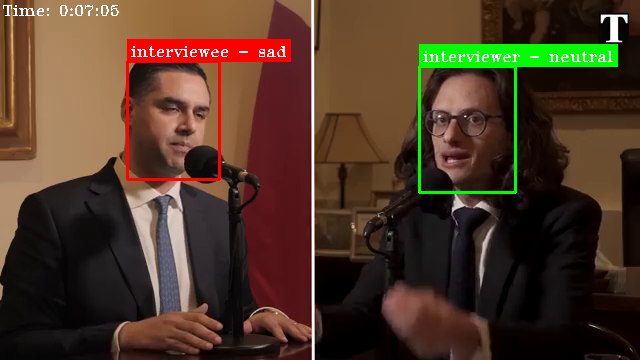 Time: 0:07:05
T
interviewee - sad
interviewer - neutral